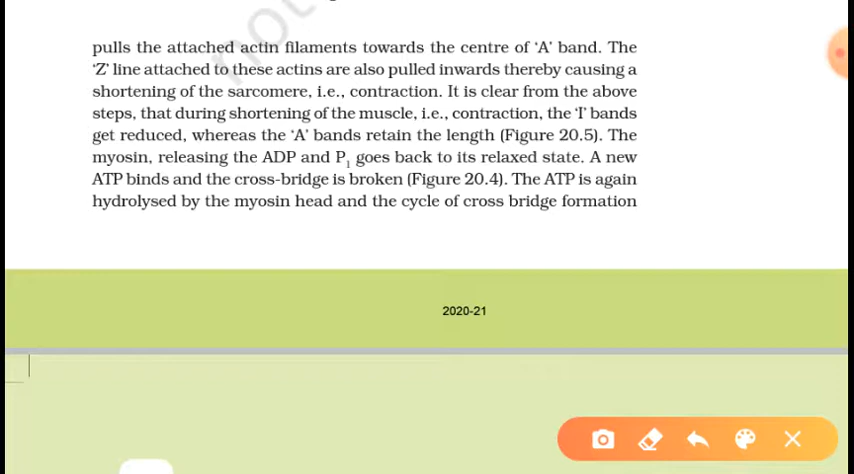 not
pulls the attached actin filaments towards the centre of 'A' band. The
'Z' line attached to these actins are also pulled inwards thereby causing a
shortening of the sarcomere, i.e., contraction. It is clear from the above
steps, that during shortening of the muscle, i.e., contraction, the 'I' bands
get reduced, whereas the 'A' bands retain the length (Figure 20.5). The
myosin, releasing the ADP and P₁ goes back to its relaxed state. A new
ATP binds and the cross-bridge is broken (Figure 20.4). The ATP is again
hydrolysed by the myosin head and the cycle of cross bridge formation
2020-21